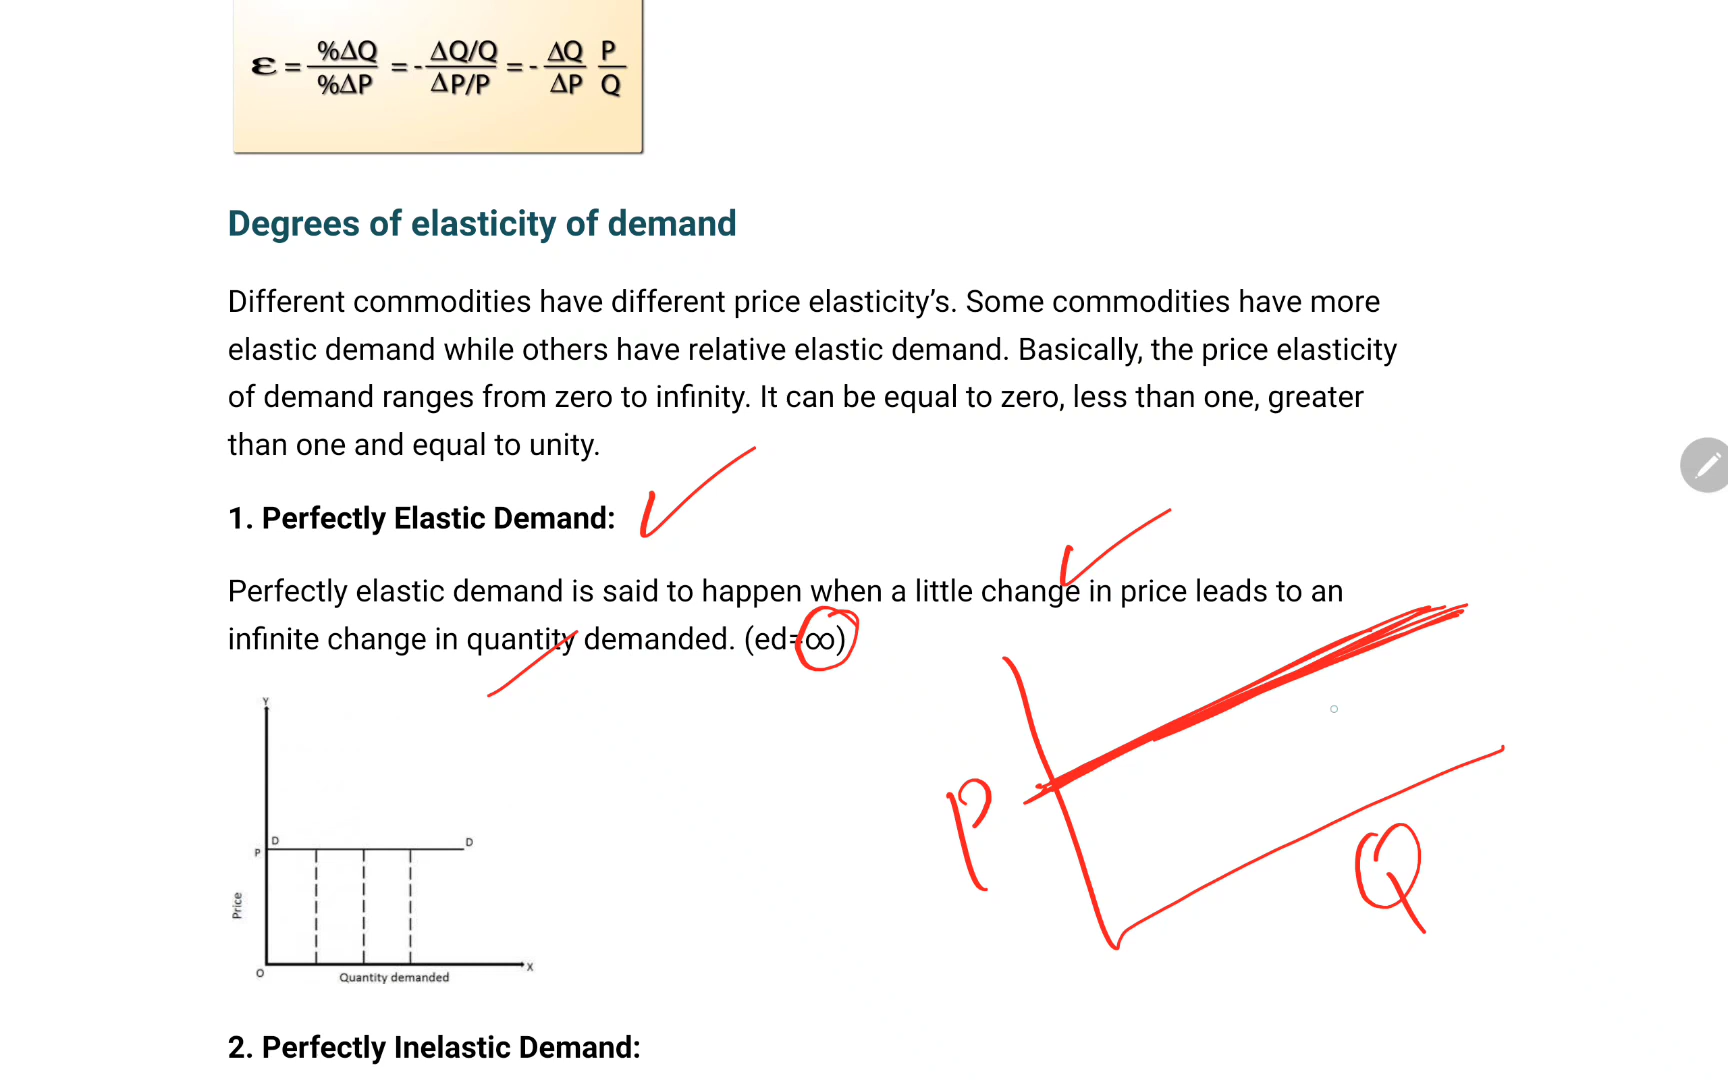 ε = %ΔQ / %ΔP = - ΔQ/Q / ΔP/P = - ΔQ / ΔP P / Q
Degrees of elasticity of demand
Different commodities have different price elasticity’s. Some commodities have more
elastic demand while others have relative elastic demand. Basically, the price elasticity
of demand ranges from zero to infinity. It can be equal to zero, less than one, greater
than one and equal to unity.
1. Perfectly Elastic Demand:
Perfectly elastic demand is said to happen when a little change in price leads to an
infinite change in quantity demanded. (ed=∞)
Y
D
D
P
Price
O
X
Quantity demanded
P
Q
2. Perfectly Inelastic Demand: